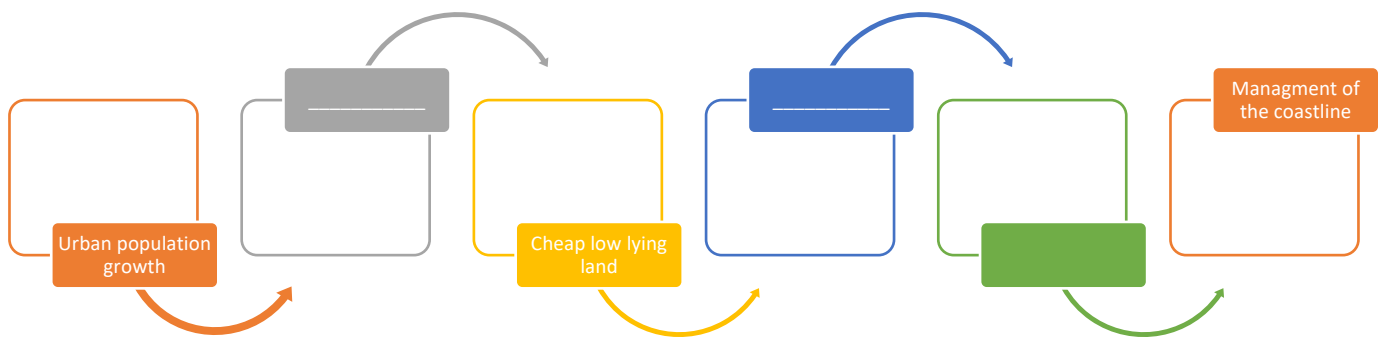 Urban population
growth
___________
Cheap low lying
land
___________
Managment of
the coastline